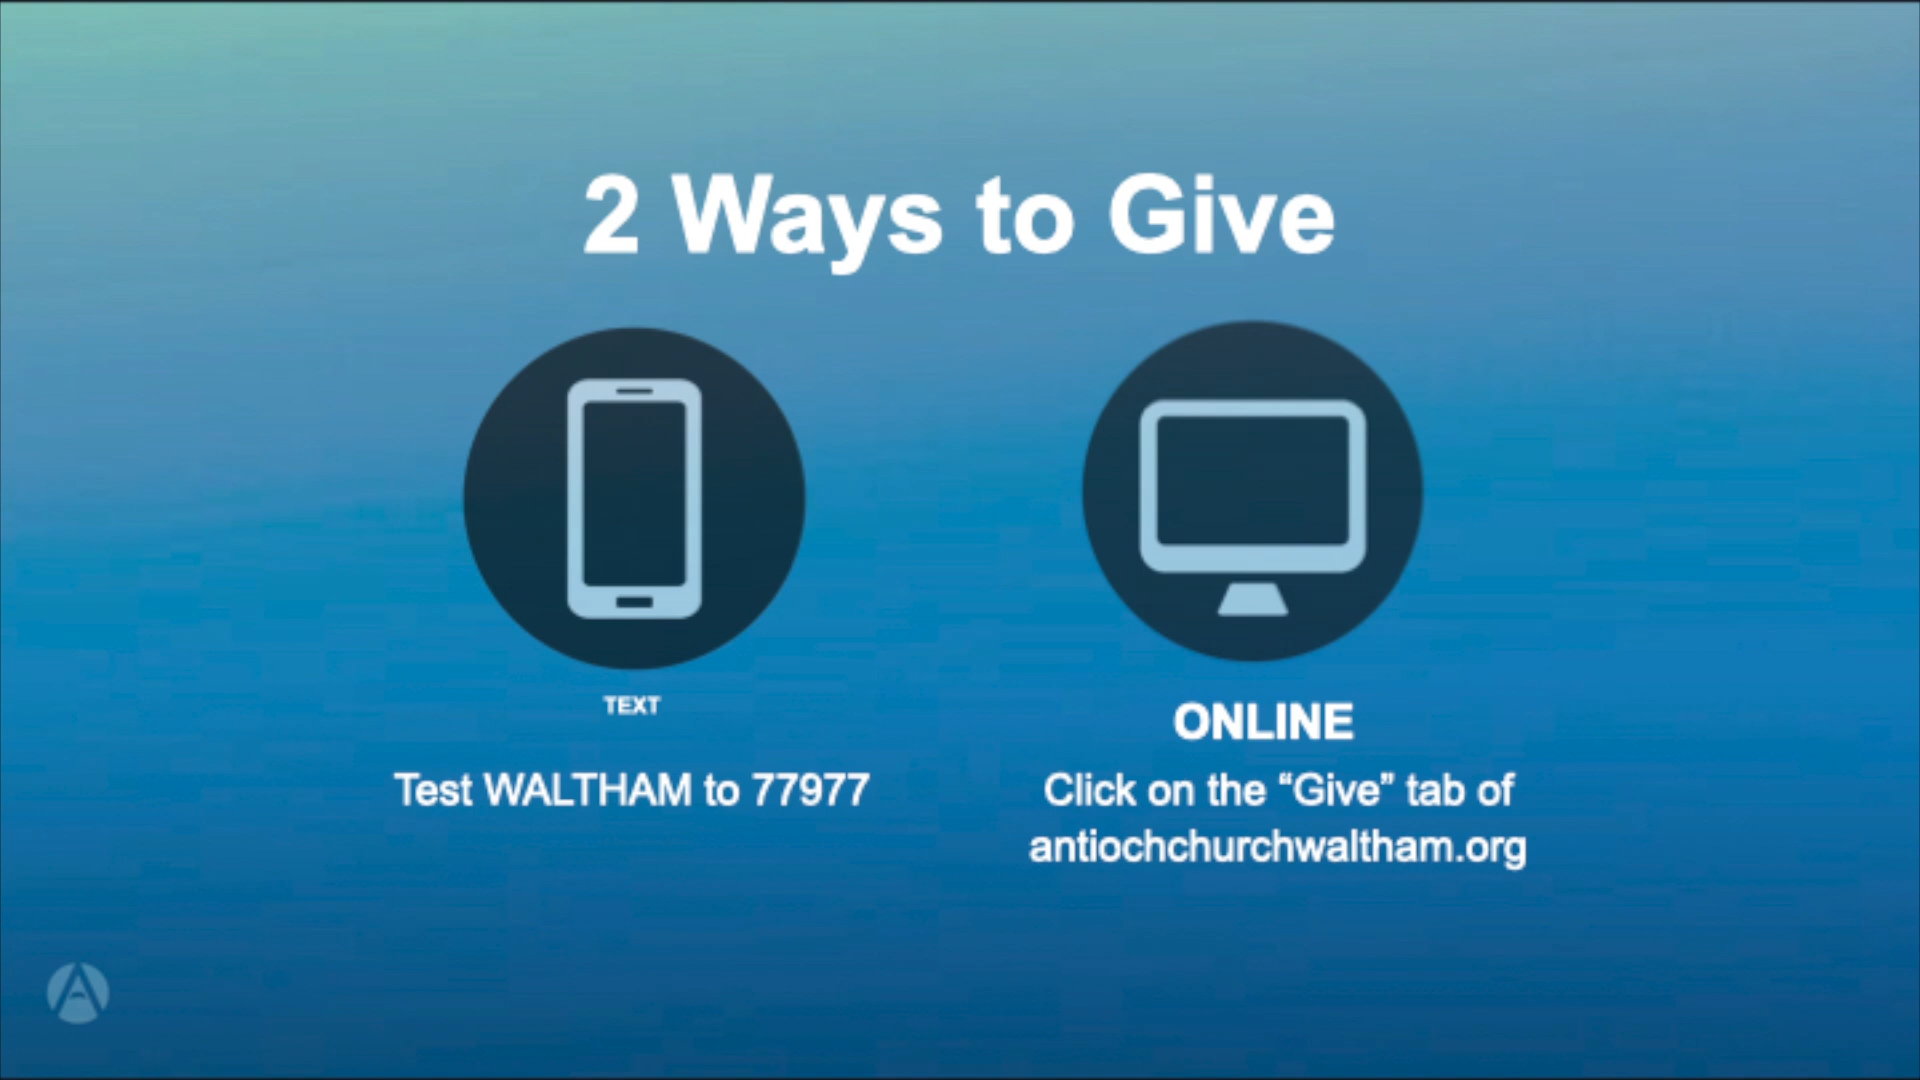 2 Ways to Give
TEXT
Test WALTHAM to 77977
ONLINE
Click on the “Give” tab of
antiochchurchwaltham.org